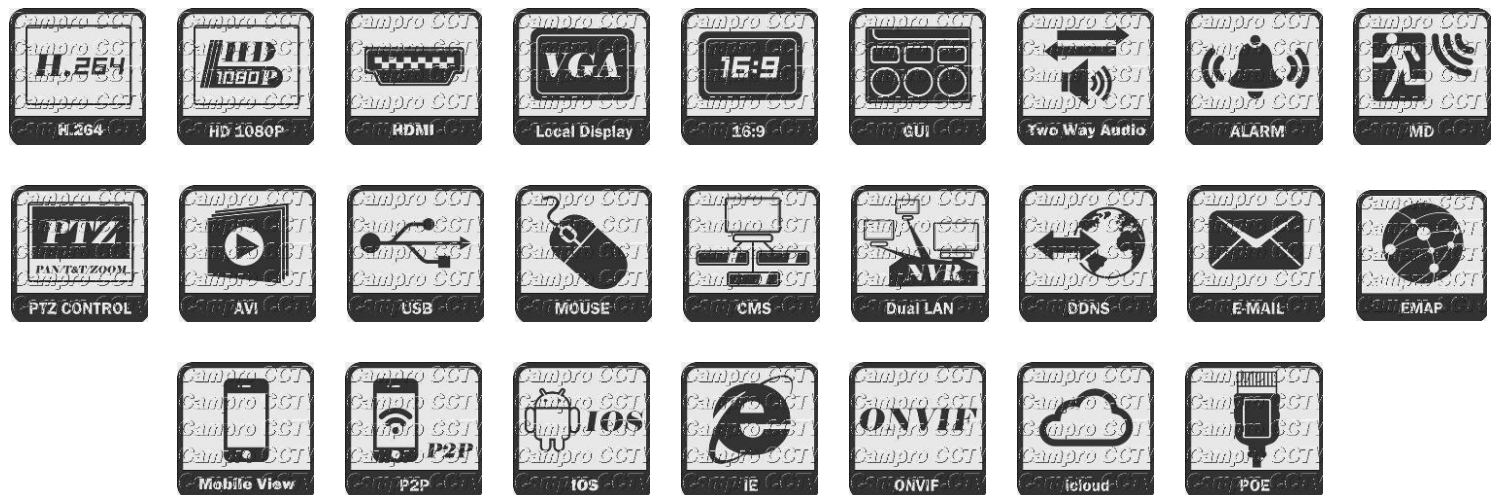 H.264
HD 1080P
VGA
16:9
H.264
HD 1080P
HDMI
Local Display
16:9
GUI
Two Way Audio
ALARM
MD
PTZ
PAN/T&T/ZOOM
NVR
PTZ CONTROL
AVI
USB
MOUSE
CMS
Dual LAN
DDNS
E-MAIL
EMAP
P2P
IOS
ONVIF
Mobile View
P2P
IOS
IE
ONVIF
icloud
POE
Campro CCTV